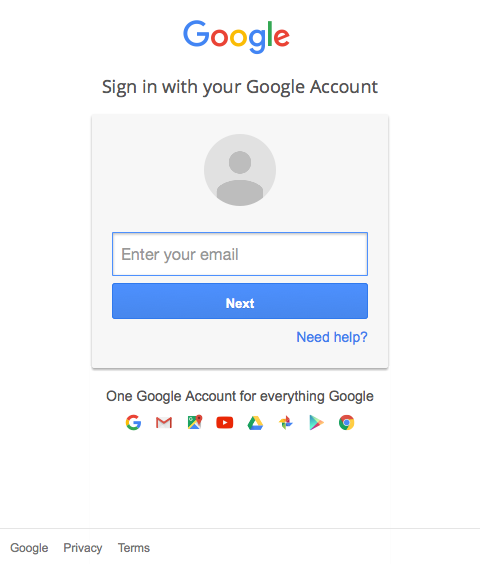 Google
Sign in with your Google Account
Enter your email
Next
Need help?
One Google Account for everything Google
Google Privacy Terms